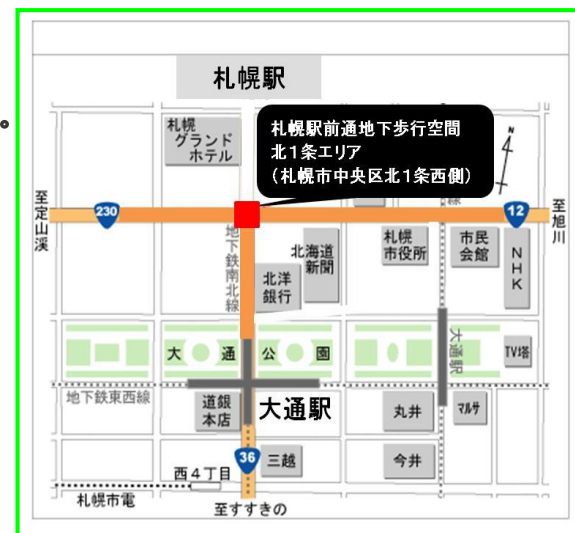 札幌駅
。
札幌
グランド
ホテル
札幌駅前通地下歩行空間
北１条エリア
（札幌市中央区北１条西側）
N
至定山渓
230
12
至旭川
地下鉄南北線
線
北海道
新聞
北洋
銀行
札幌
市役所
市民
会館
NHK
大通公園
大通駅
TV塔
地下鉄東西線
道銀
本店
大通駅
丸井
マルサ
36
三越
今井
西４丁目
札幌市電
至すすきの